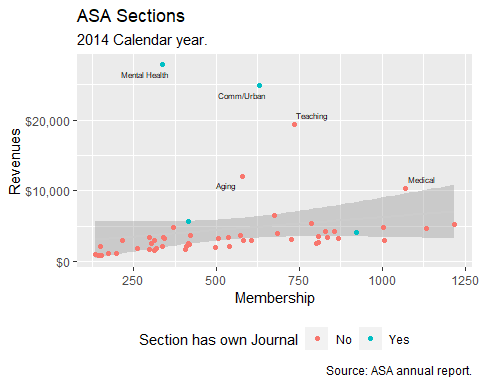 ASA Sections
2014 Calendar year.
Mental Health
Comm/Urban
Teaching
Aging
Medical
Revenues
$20,000
$10,000
$0
250 500 750 1000 1250
Membership
Section has own Journal No Yes
Source: ASA annual report.